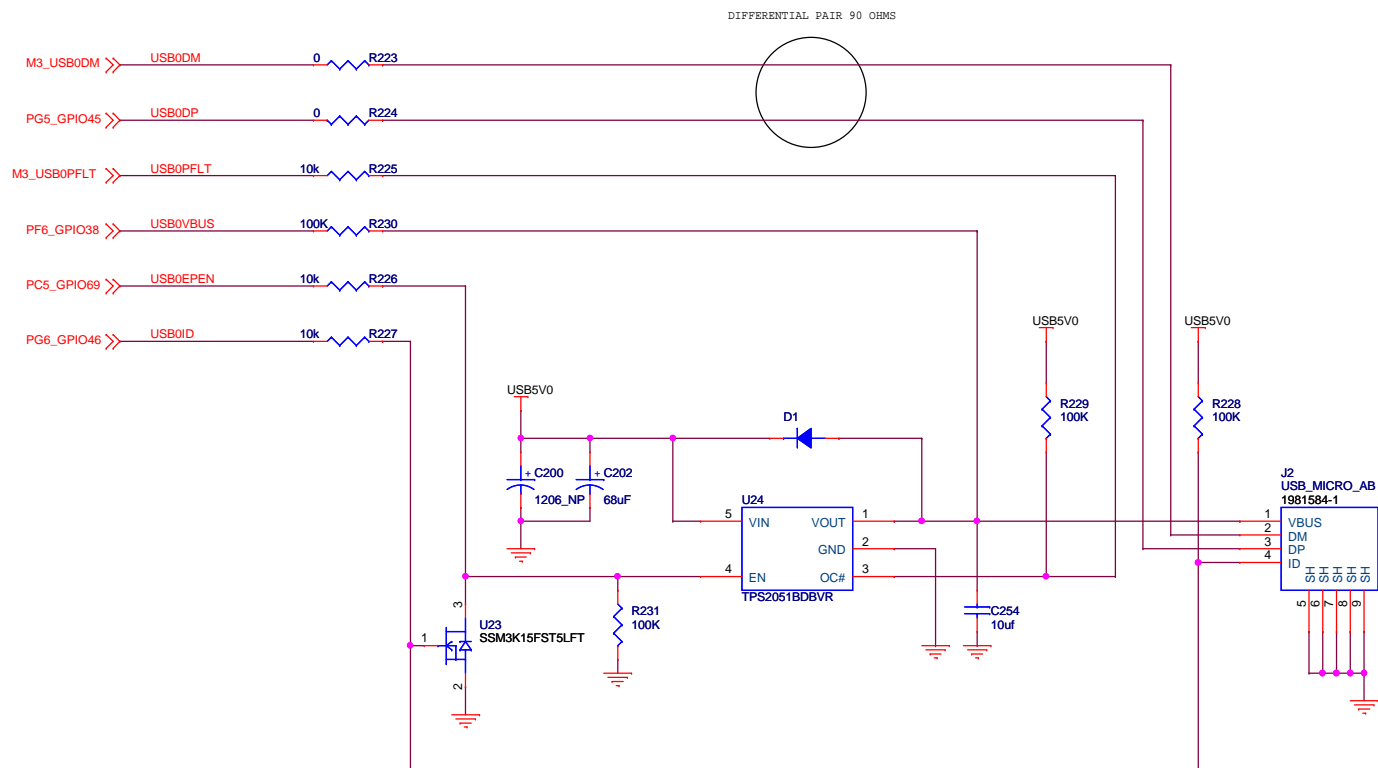 DIFFERENTIAL PAIR 90 OHMS
M3_USB0DM USB0DM 0 R223
PG5_GPIO45 USB0DP 0 R224
M3_USB0PFLT USB0PFLT 10k R225
PF6_GPIO38 USB0VBUS 100K R230
PC5_GPIO69 USB0EPEN 10k R226
PG6_GPIO46 USB0ID 10k R227
USB5V0 USB5V0
USB5V0
R229
100K
R228
100K
D1
+ C200
1206_NP
+ C202
68uF
U24
5 VIN VOUT 1
GND 2
4 EN OC# 3
TPS2051BDBVR
J2
USB_MICRO_AB
1981584-1
1 VBUS
2 DM
3 DP
4 ID
SH SH SH SH SH
5 6 7 8 9
3
U23
SSM3K15FST5LFT
1
2
R231
100K
C254
10uf